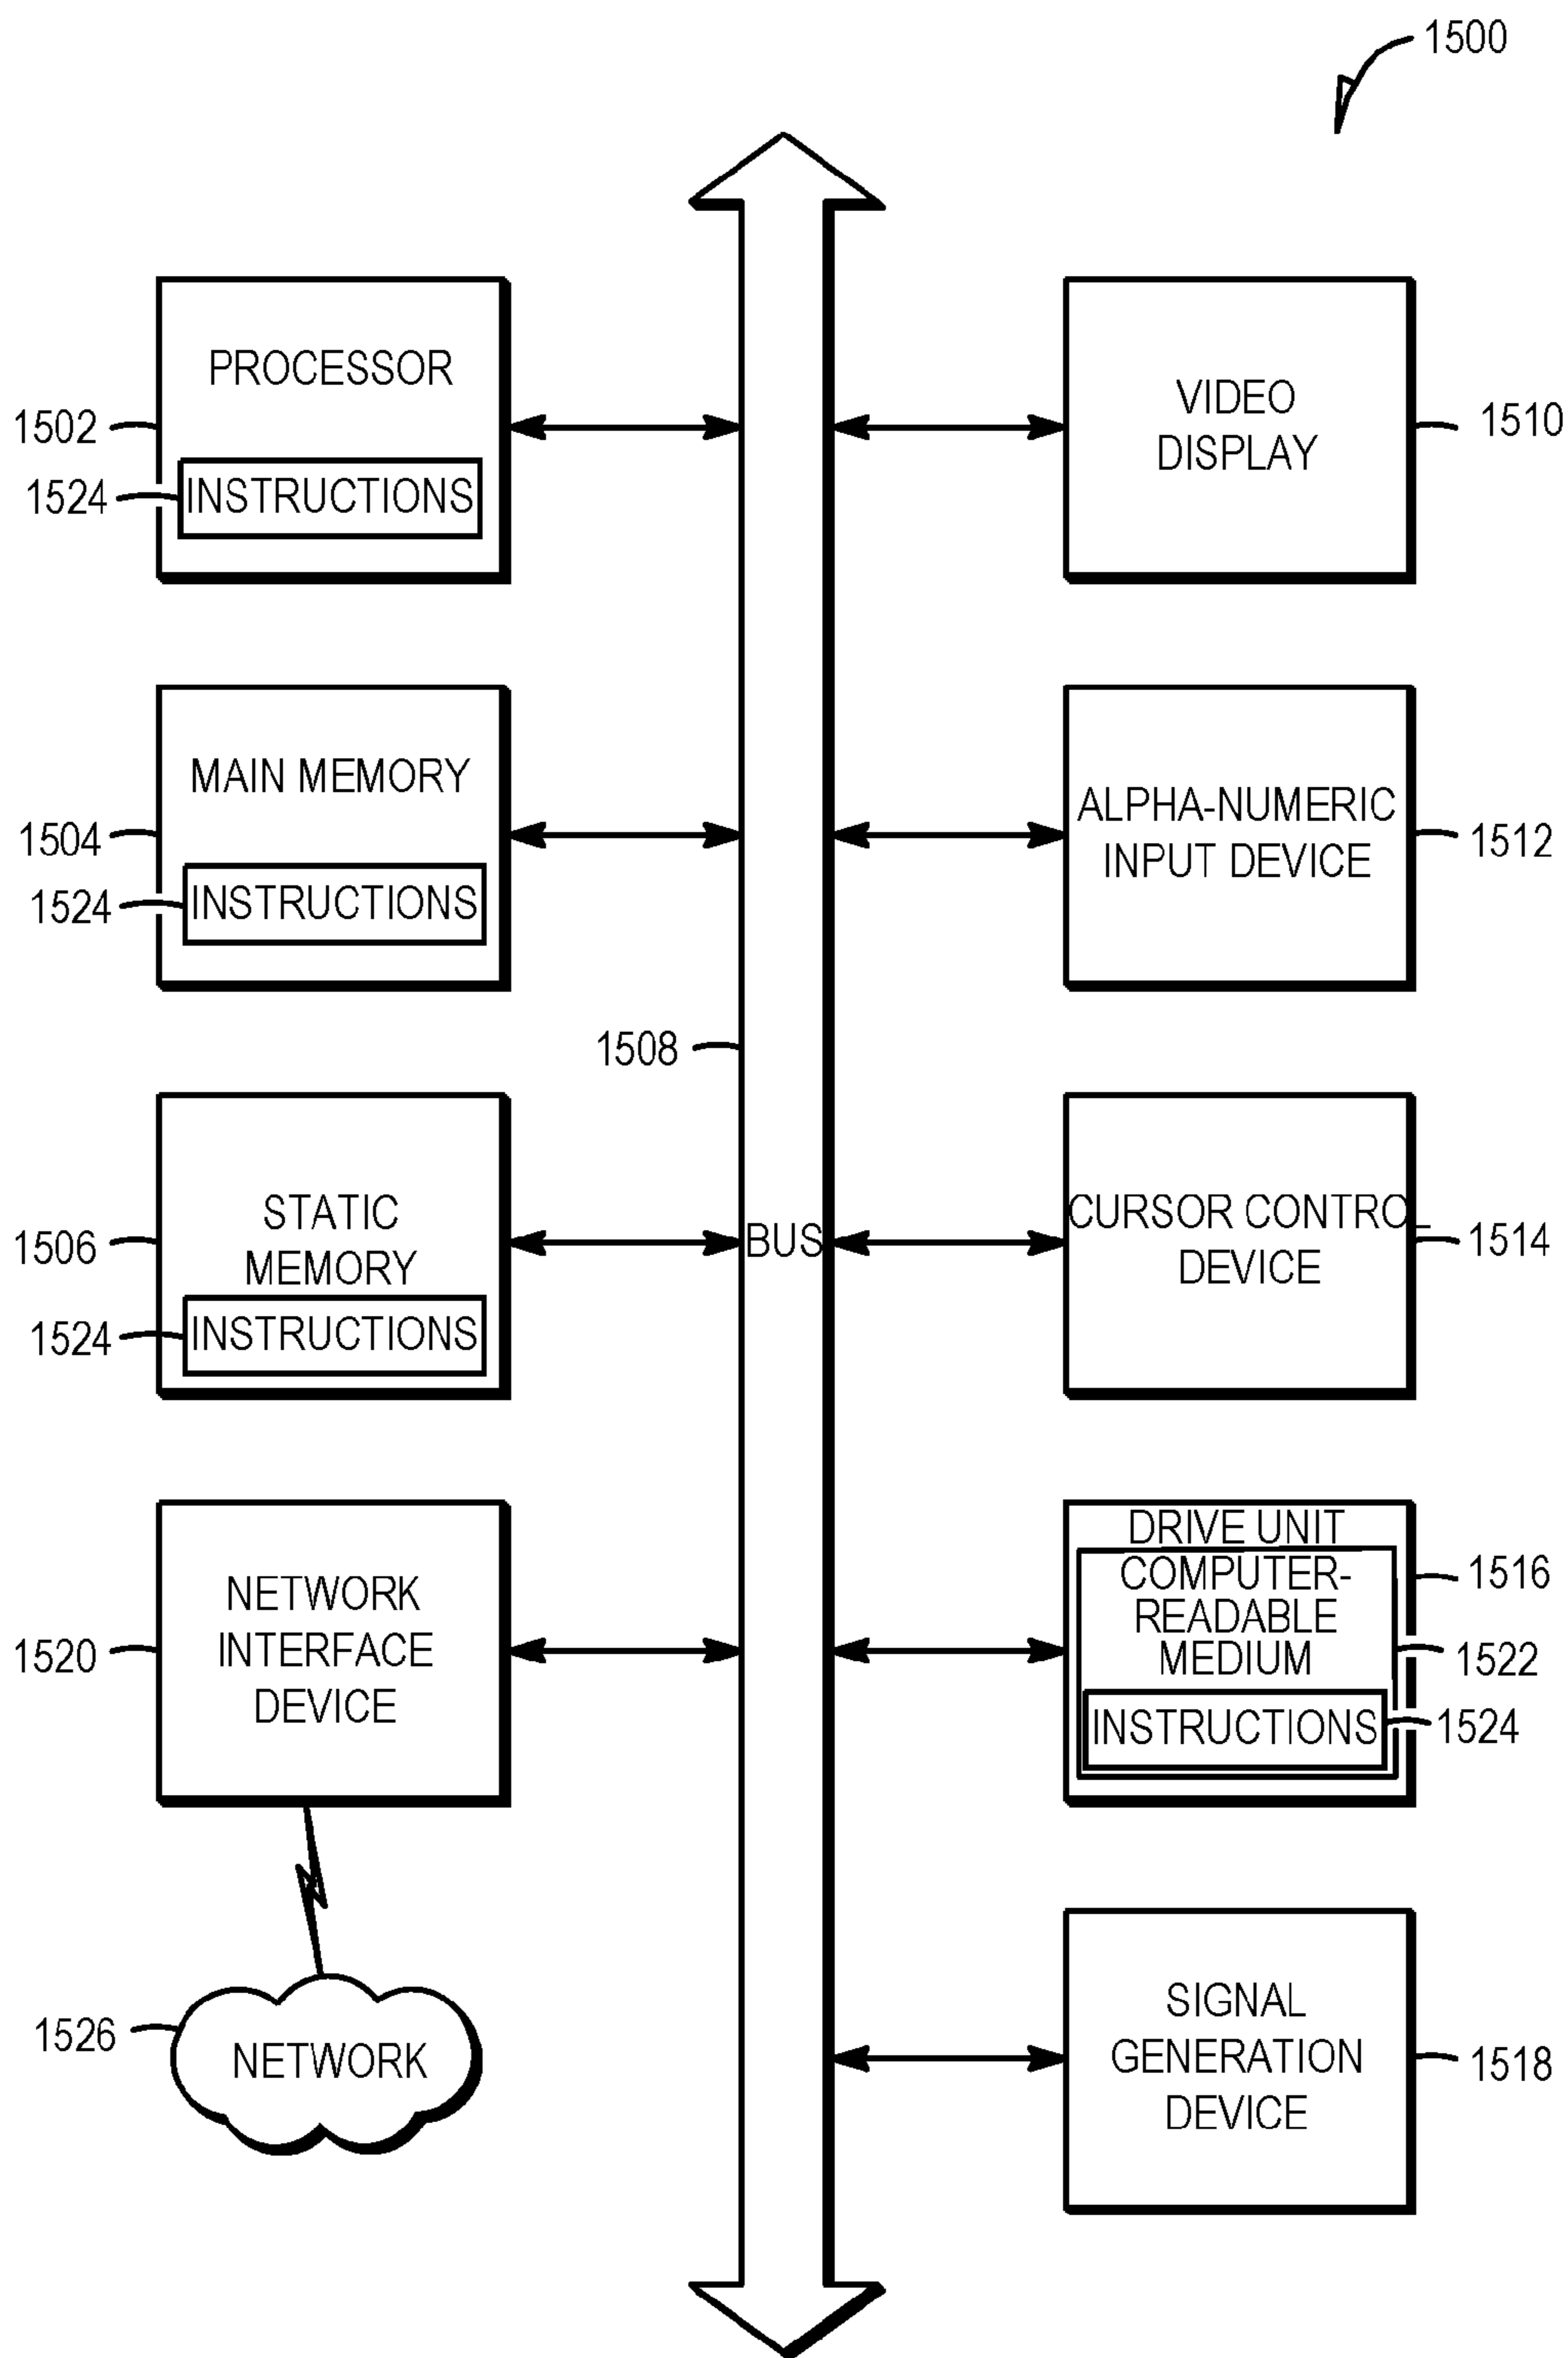 1500
PROCESSOR
1502
1524
INSTRUCTIONS
VIDEO
DISPLAY
1510
MAIN MEMORY
1504
1524
INSTRUCTIONS
ALPHA-NUMERIC
INPUT DEVICE
1512
1508
STATIC
MEMORY
1506
1524
INSTRUCTIONS
BUS
CURSOR CONTROL
DEVICE
1514
NETWORK
INTERFACE
DEVICE
1520
DRIVE UNIT
COMPUTER-
READABLE
MEDIUM
INSTRUCTIONS
1516
1522
1524
1526
NETWORK
SIGNAL
GENERATION
DEVICE
1518